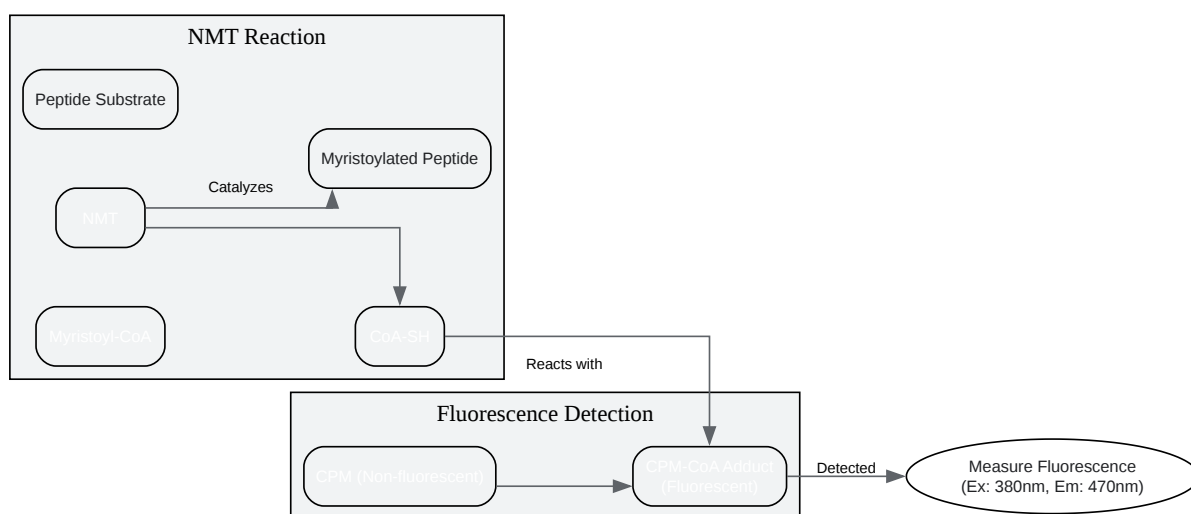 NMT Reaction
Peptide Substrate
Myristoylated Peptide
Catalyzes
NMT
Myristoyl-CoA
CoA-SH
Reacts with
Fluorescence Detection
CPM (Non-fluorescent)
CPM-CoA Adduct
(Fluorescent)
Detected
Measure Fluorescence
(Ex: 380nm, Em: 470nm)